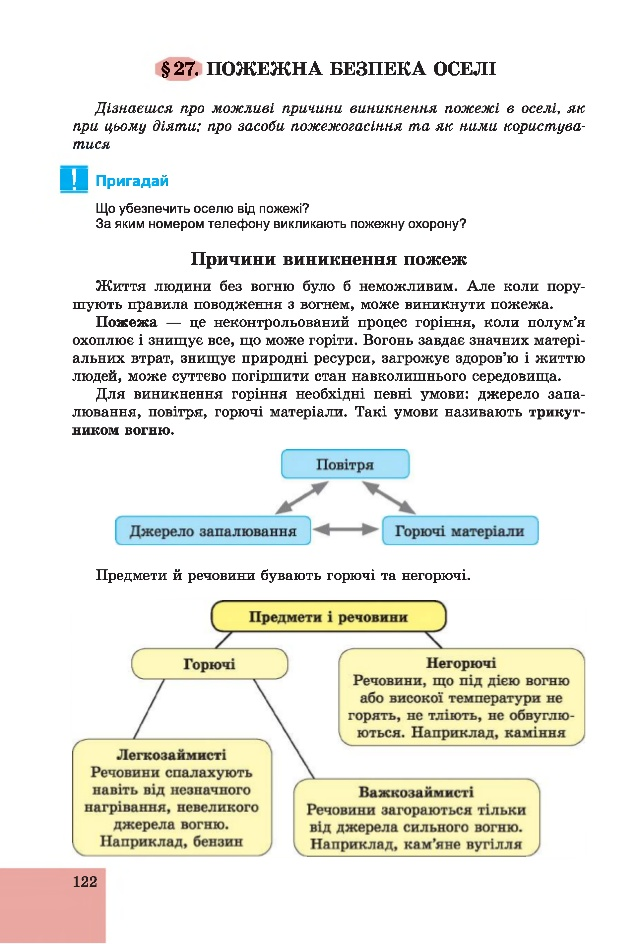 § 27. ПОЖЕЖНА БЕЗПЕКА ОСЕЛІ
Дізнаєшся про можливі причини виникнення пожежі в оселі, як
при цьому діяти; про засоби пожежогасіння та як ними користува-
тися
! Пригадай
Що убезпечить оселю від пожежі?
За яким номером телефону викликають пожежну охорону?
Причини виникнення пожеж
Життя людини без вогню було б неможливим. Але коли пору-
шують правила поводження з вогнем, може виникнути пожежа.
Пожежа — це неконтрольований процес горіння, коли полум’я
охоплює і знищує все, що може горіти. Вогонь завдає значних матері-
альних втрат, знищує природні ресурси, загрожує здоров’ю і життю
людей, може суттєво погіршити стан навколишнього середовища.
Для виникнення горіння необхідні певні умови: джерело запа-
лювання, повітря, горючі матеріали. Такі умови називають трикут-
ником вогню.
Повітря
Джерело запалювання
Горючі матеріали
Предмети й речовини бувають горючі та негорючі.
Предмети і речовини
Горючі
Негорючі
Речовини, що під дією вогню
або високої температури не
горять, не тліють, не обвуглю-
ються. Наприклад, каміння
Легкозаймисті
Речовини спалахують
навіть від незначного
нагрівання, невеликого
джерела вогню.
Наприклад, бензин
Важкозаймисті
Речовини загораються тільки
від джерела сильного вогню.
Наприклад, кам’яне вугілля
122